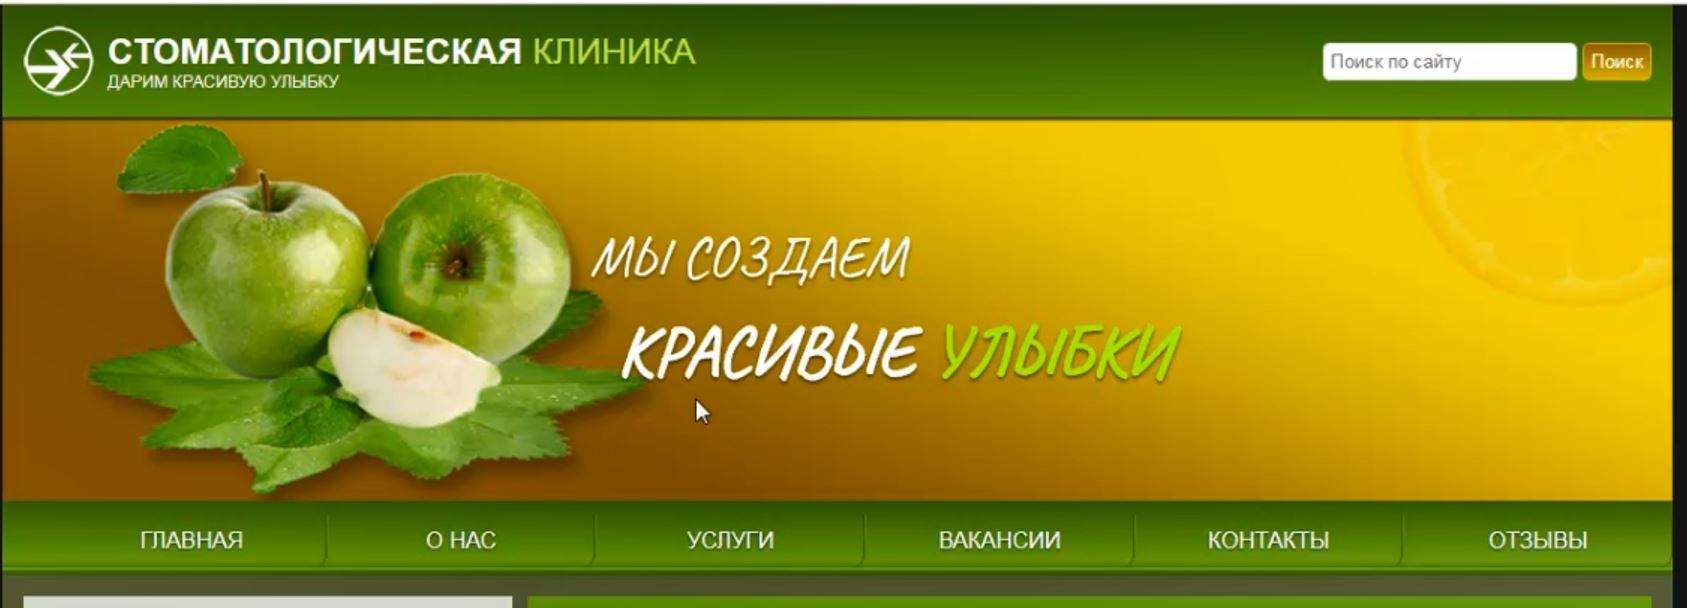 СТОМАТОЛОГИЧЕСКАЯ КЛИНИКА
ДАРИМ КРАСИВУЮ УЛЫБКУ
Поиск по сайту
Поиск
МЫ СОЗДАЕМ
КРАСИВЫЕ УЛЫБКИ
ГЛАВНАЯ
О НАС
УСЛУГИ
ВАКАНСИИ
КОНТАКТЫ
ОТЗЫВЫ